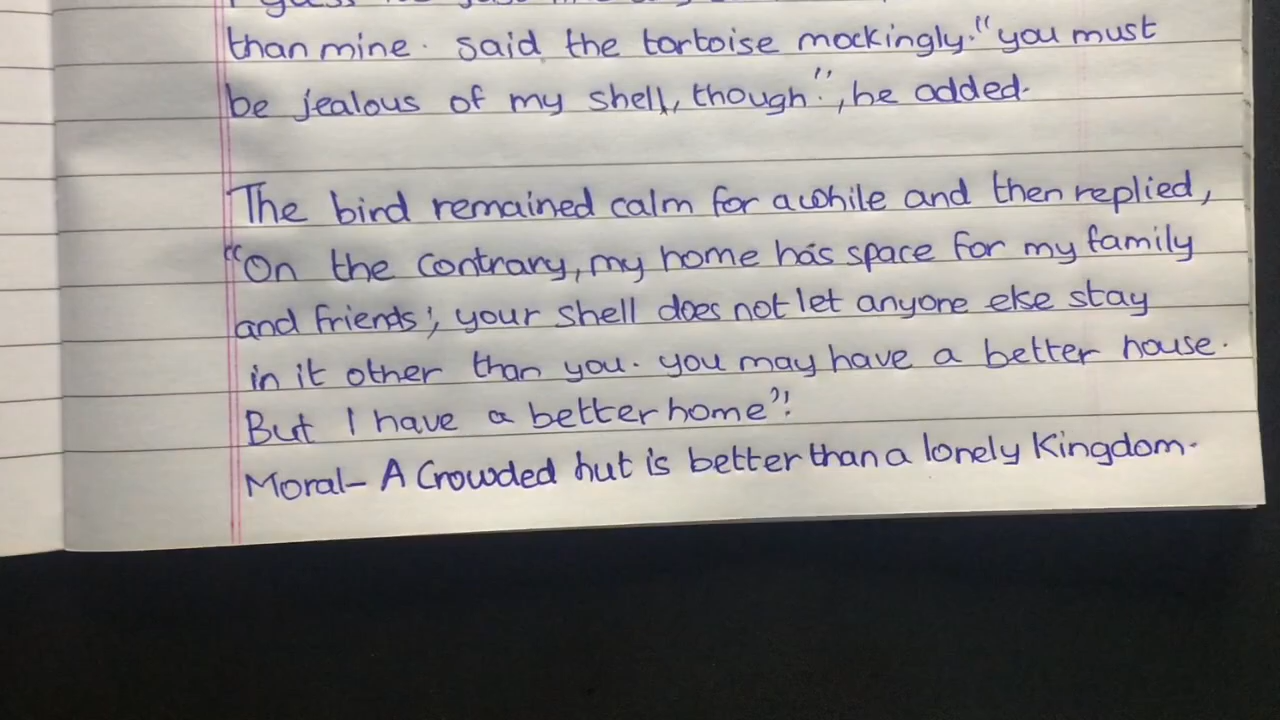 than mine. said the tortoise mockingly. "you must
be jealous of my shell, though.", he added.
The bird remained calm for awhile and then replied,
"On the contrary, my home has space for my family
and friends; your shell does not let anyone else stay
in it other than you. you may have a better house.
But I have a better home"!
Moral- A Crowded hut is better than a lonely Kingdom.